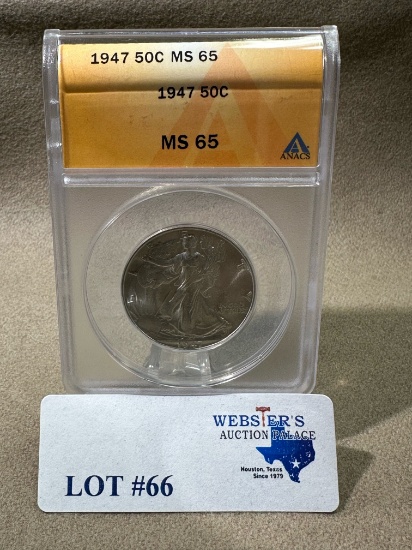 1947 50C MS 65
1947 50C
MS 65
ANACS
WEBSTER'S
AUCTION PALACE
Houston, Texas
Since 1979
LOT #66